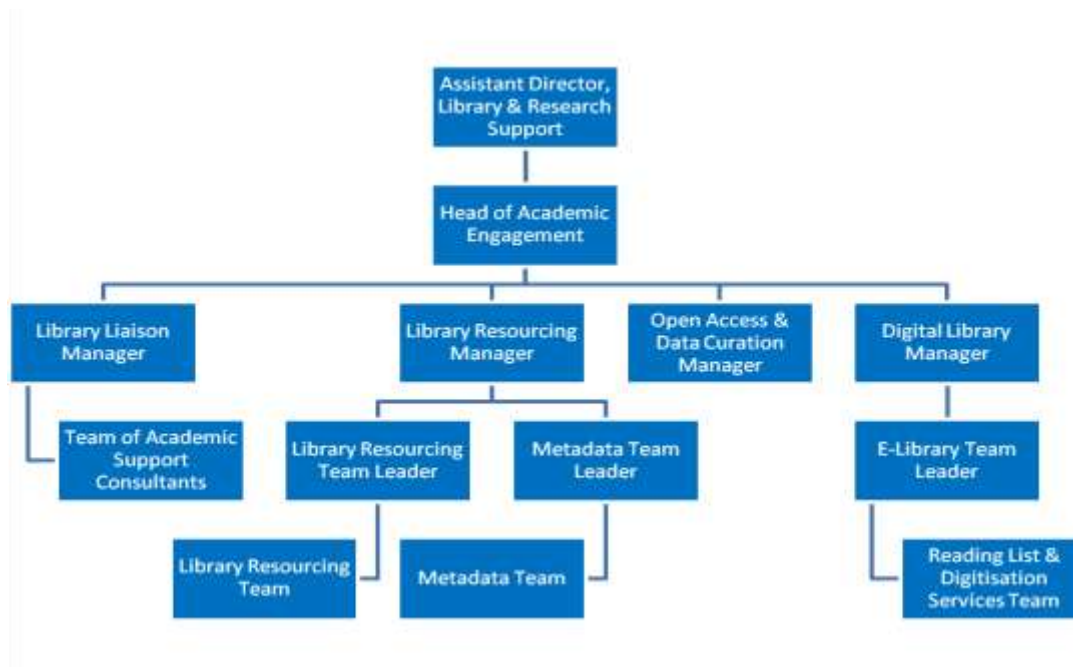 Assistant Director,
Library & Research
Support
Head of Academic
Engagement
Library Liaison
Manager
Library Resourcing
Manager
Open Access &
Data Curation
Manager
Digital Library
Manager
Team of Academic
Support
Consultants
Library Resourcing
Team Leader
Metadata Team
Leader
E-Library Team
Leader
Library Resourcing
Team
Metadata Team
Reading List &
Digitisation
Services Team